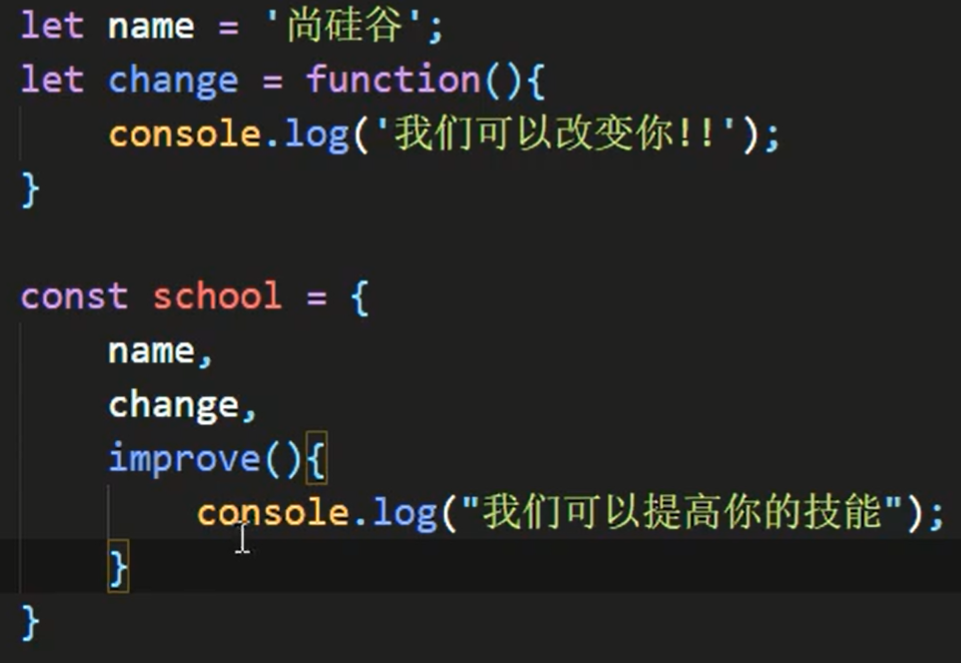 let name = '尚硅谷';
let change = function(){
    console.log('我们可以改变你!!');
}
const school = {
    name,
    change,
    improve(){
        console.log("我们可以提高你的技能");
    }
}